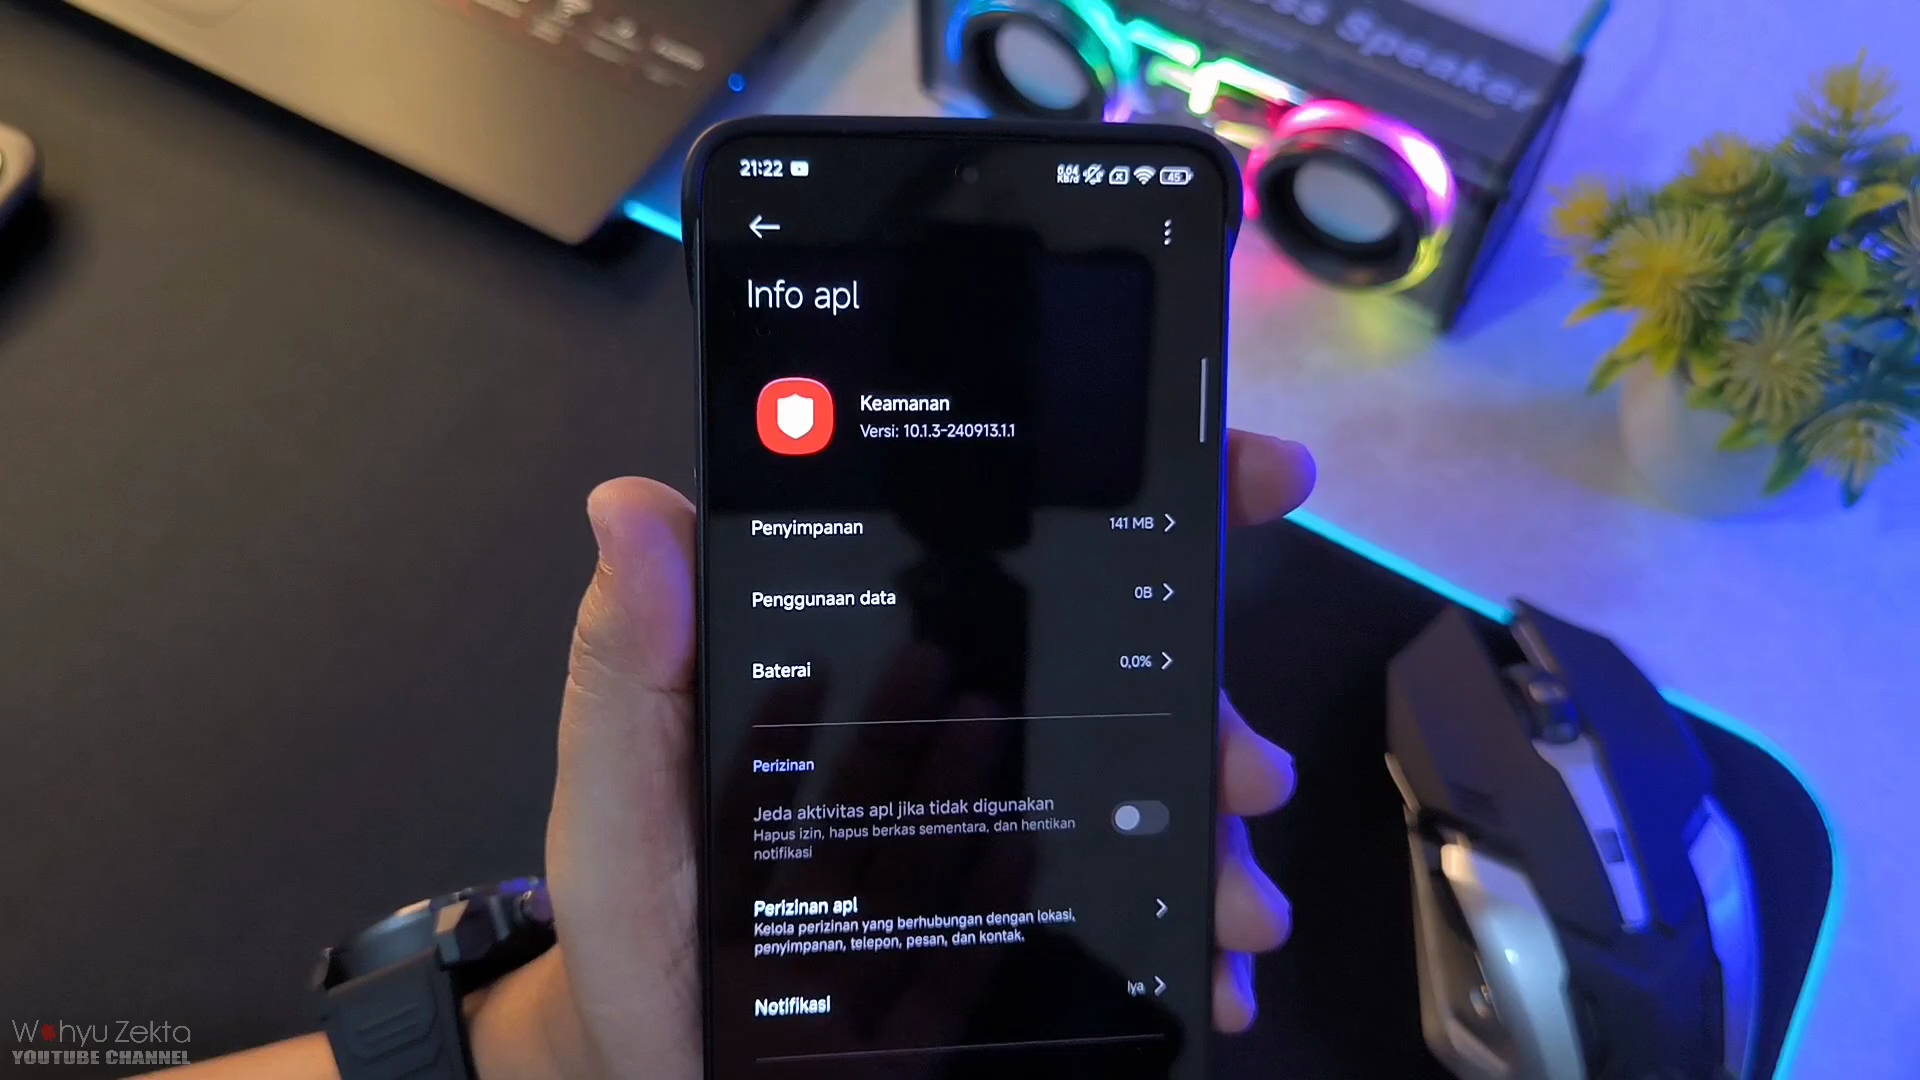 Speaker
21:22
45
Info apl
Keamanan
Versi: 10.1.3-240913.1.1
Penyimpanan
141 MB
Penggunaan data
0B
Baterai
0,0%
Perizinan
Jeda aktivitas apl jika tidak digunakan
Hapus izin, hapus berkas sementara, dan hentikan
notifikasi
Perizinan apl
Kelola perizinan yang berhubungan dengan lokasi,
penyimpanan, telepon, pesan, dan kontak.
Notifikasi
Iya
Wahyu Zekta
YOUTUBE CHANNEL